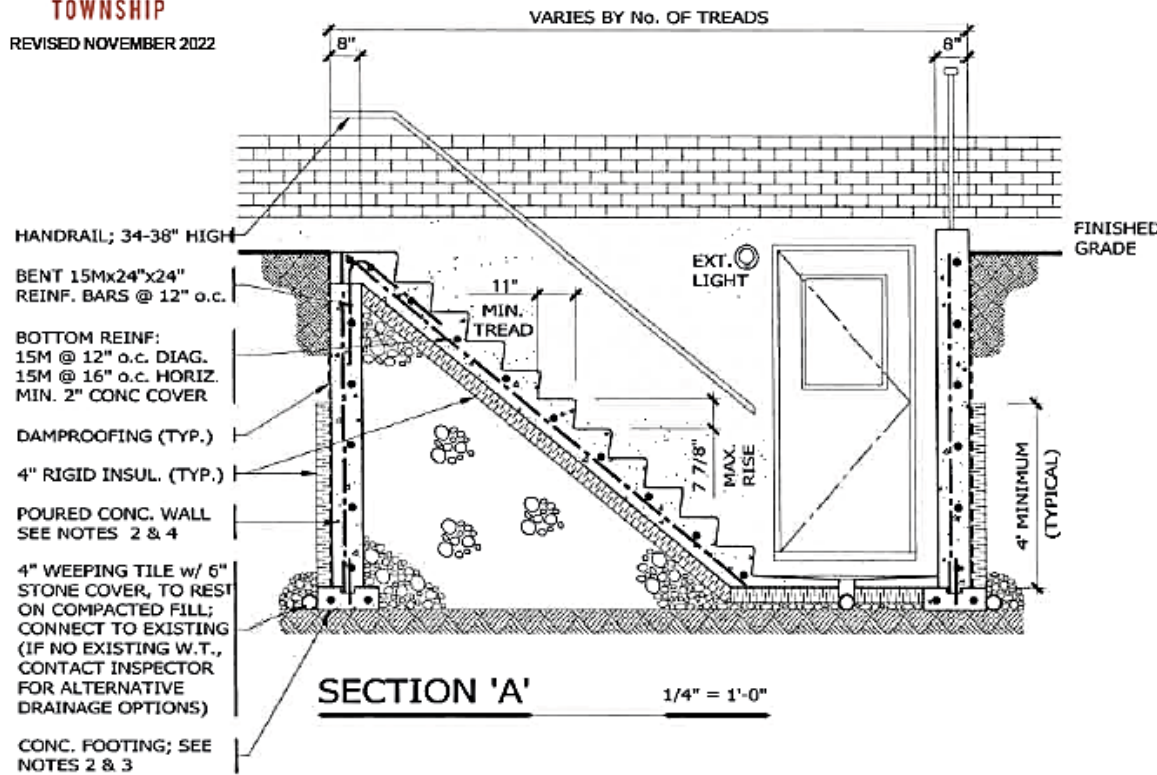 TOWNSHIP
REVISED NOVEMBER 2022
VARIES BY No. OF TREADS
8"
8"
HANDRAIL; 34-38" HIGH
BENT 15Mx24"x24"
REINF. BARS @ 12" o.c.
BOTTOM REINF:
15M @ 12" o.c. DIAG.
15M @ 16" o.c. HORIZ.
MIN. 2" CONC COVER
DAMPROOFING (TYP.)
4" RIGID INSUL. (TYP.)
POURED CONC. WALL
SEE NOTES 2 & 4
4" WEEPING TILE w/ 6"
STONE COVER, TO REST
ON COMPACTED FILL;
CONNECT TO EXISTING
(IF NO EXISTING W.T.,
CONTACT INSPECTOR
FOR ALTERNATIVE
DRAINAGE OPTIONS)
CONC. FOOTING; SEE
NOTES 2 & 3
11"
MIN.
TREAD
7 7/8"
MAX.
RISE
EXT.
LIGHT
FINISHED
GRADE
4' MINIMUM
(TYPICAL)
SECTION 'A'
1/4" = 1'-0"